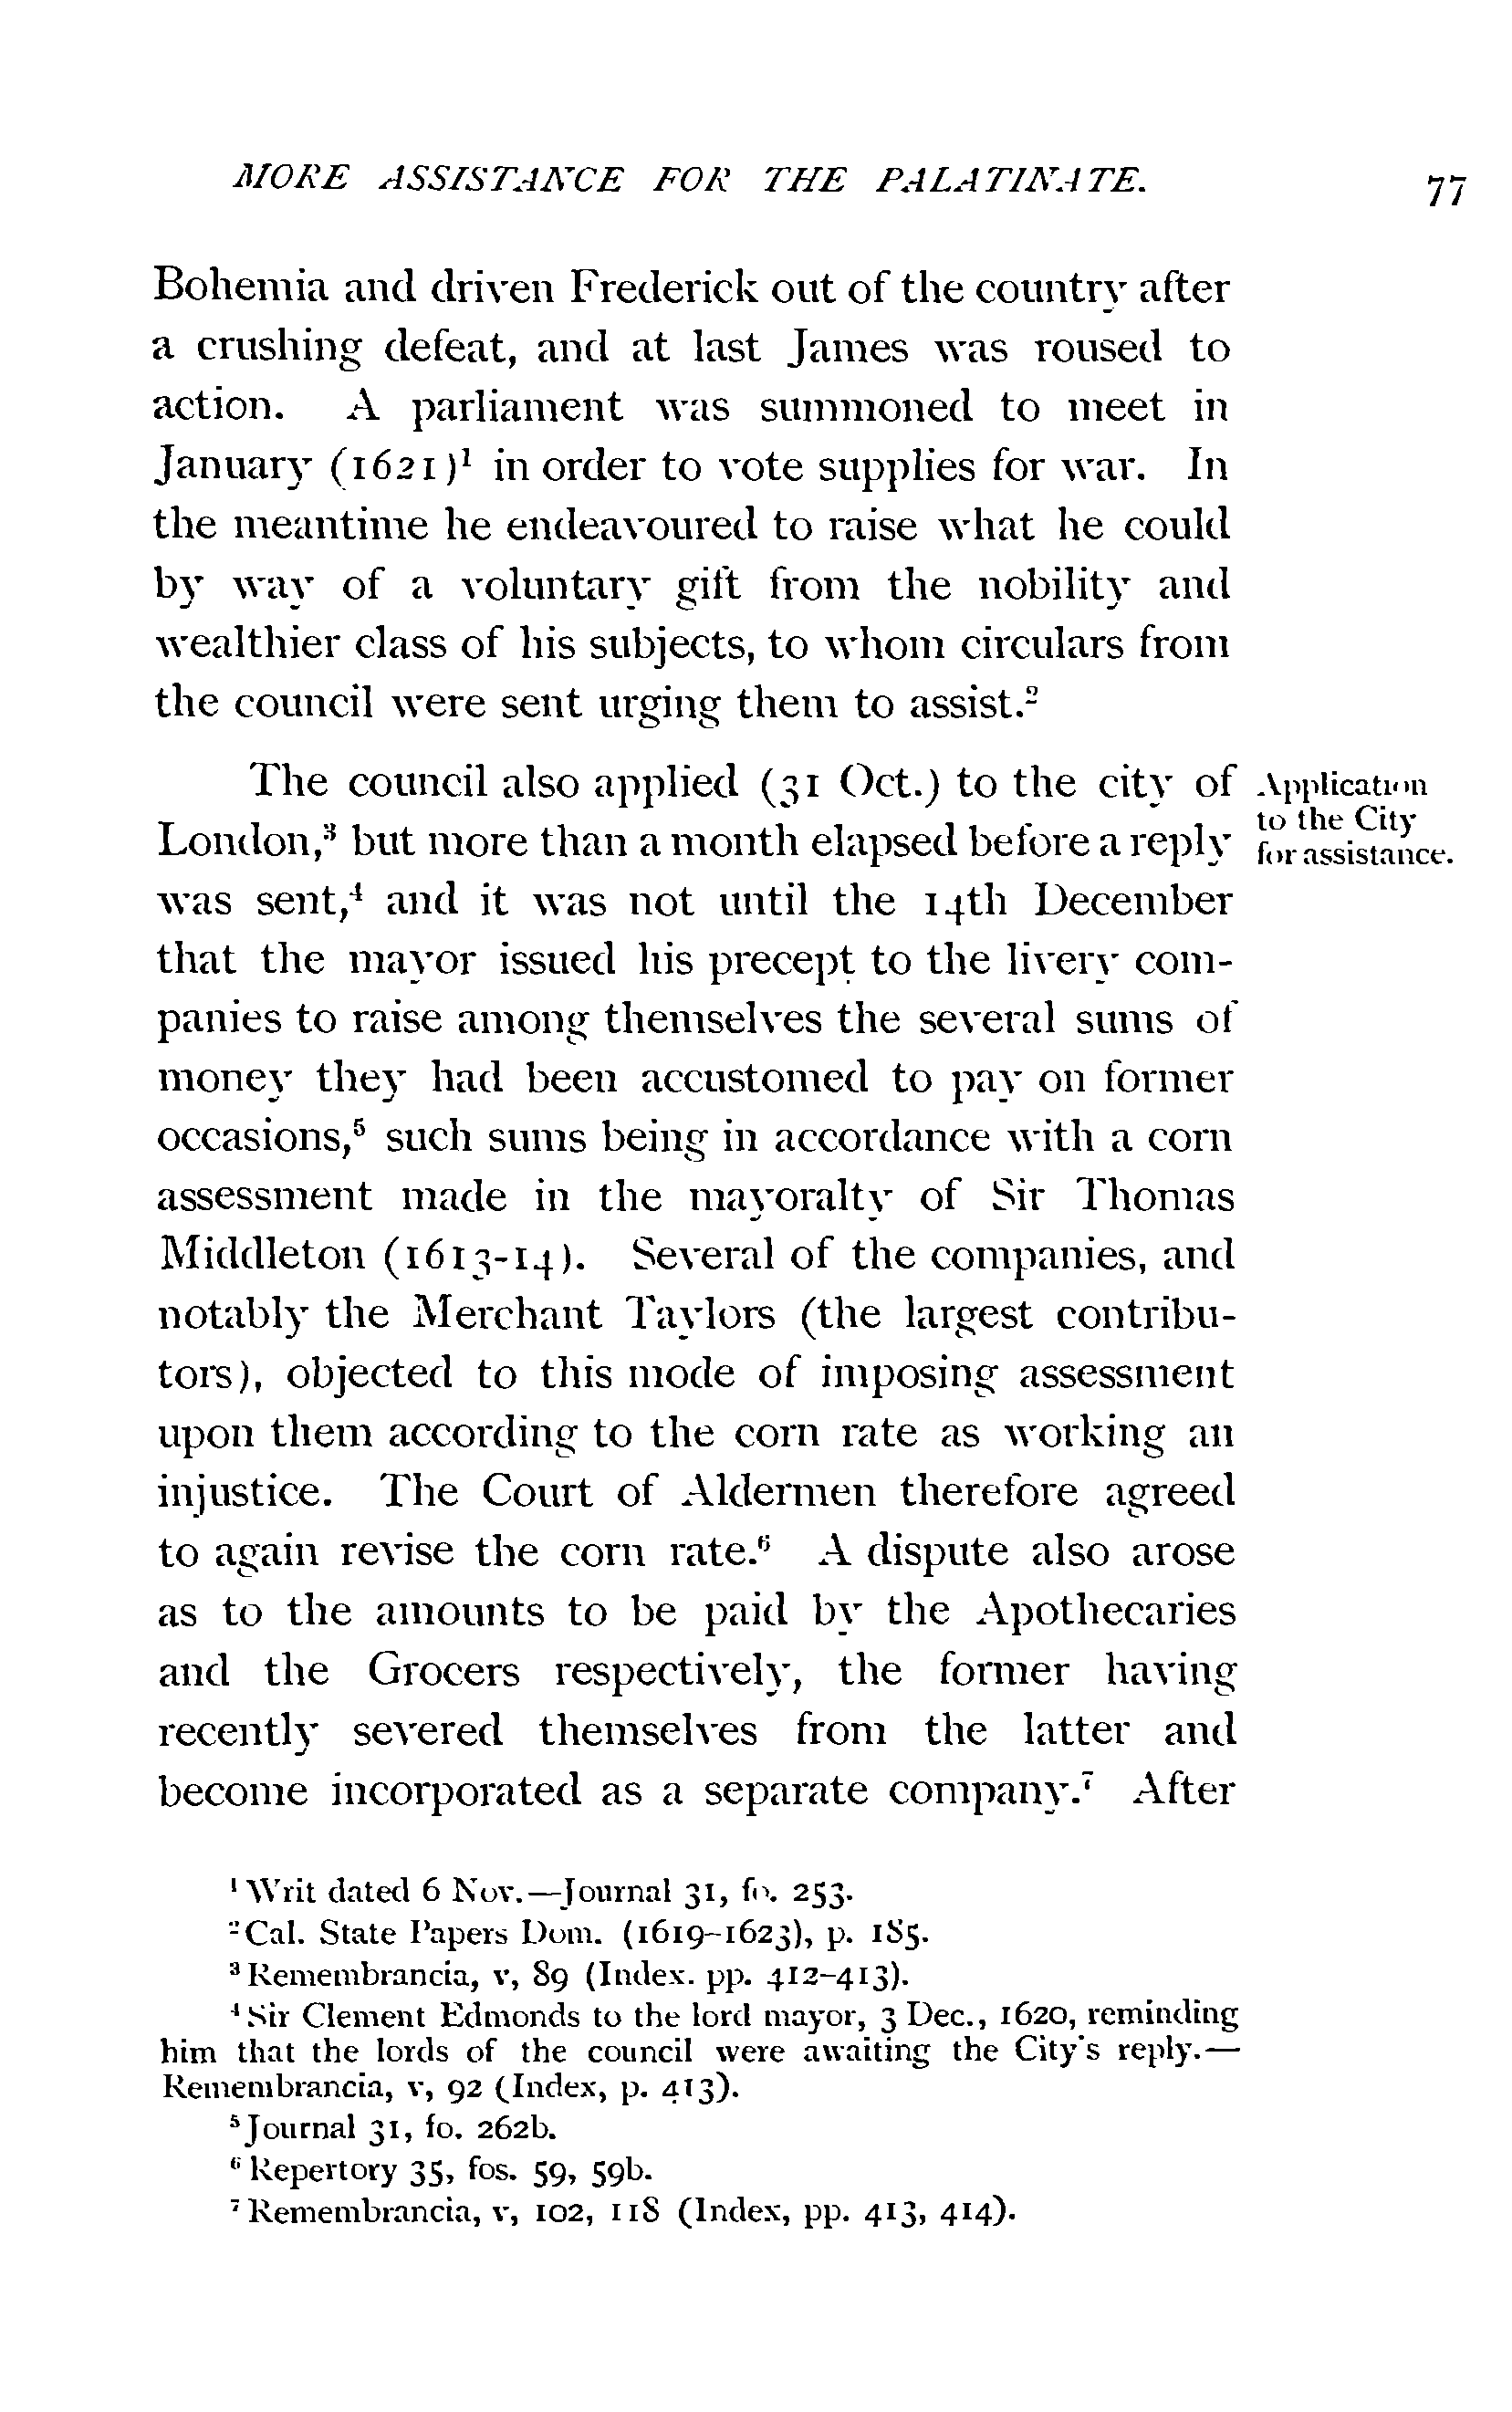 MORE ASSISTANCE FOR THE PALATINATE. 77
Bohemia and driven Frederick out of the country after
a crushing defeat, and at last James was roused to
action. A parliament was summoned to meet in
January (1621)¹ in order to vote supplies for war. In
the meantime he endeavoured to raise what he could
by way of a voluntary gift from the nobility and
wealthier class of his subjects, to whom circulars from
the council were sent urging them to assist.²
The council also applied (31 Oct.) to the city of
London,³ but more than a month elapsed before a reply
was sent,⁴ and it was not until the 14th December
that the mayor issued his precept to the livery com-
panies to raise among themselves the several sums of
money they had been accustomed to pay on former
occasions,⁵ such sums being in accordance with a corn
assessment made in the mayoralty of Sir Thomas
Middleton (1613-14). Several of the companies, and
notably the Merchant Taylors (the largest contribu-
tors), objected to this mode of imposing assessment
upon them according to the corn rate as working an
injustice. The Court of Aldermen therefore agreed
to again revise the corn rate.⁶ A dispute also arose
as to the amounts to be paid by the Apothecaries
and the Grocers respectively, the former having
recently severed themselves from the latter and
become incorporated as a separate company.⁷ After
Application
to the City
for assistance.
¹ Writ dated 6 Nov.—Journal 31, fo. 253.
² Cal. State Papers Dom. (1619-1623), p. 185.
³ Remembrancia, v, 89 (Index. pp. 412-413).
⁴ Sir Clement Edmonds to the lord mayor, 3 Dec., 1620, reminding
him that the lords of the council were awaiting the City's reply.—
Remembrancia, v, 92 (Index, p. 413).
⁵ Journal 31, fo. 262b.
⁶ Repertory 35, fos. 59, 59b.
⁷ Remembrancia, v, 102, 118 (Index, pp. 413, 414).